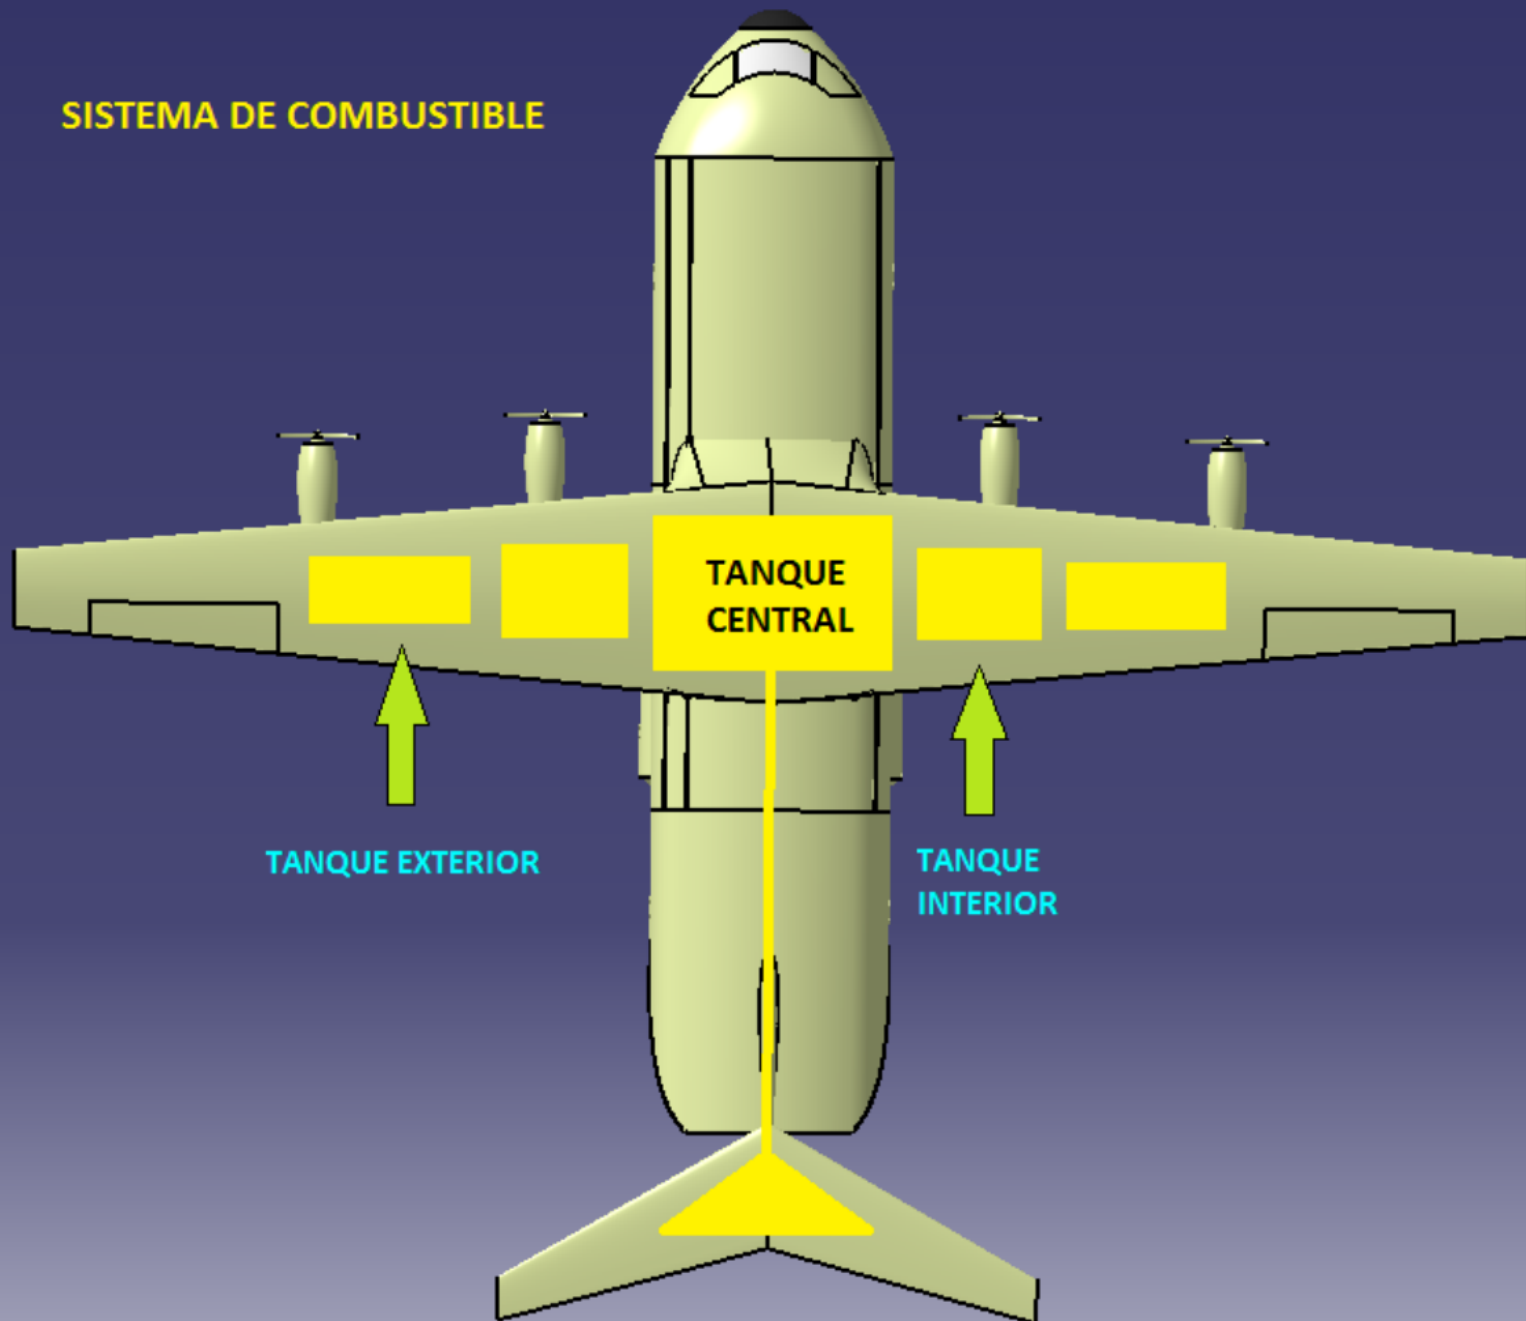 SISTEMA DE COMBUSTIBLE
TANQUE
CENTRAL
TANQUE EXTERIOR
TANQUE
INTERIOR